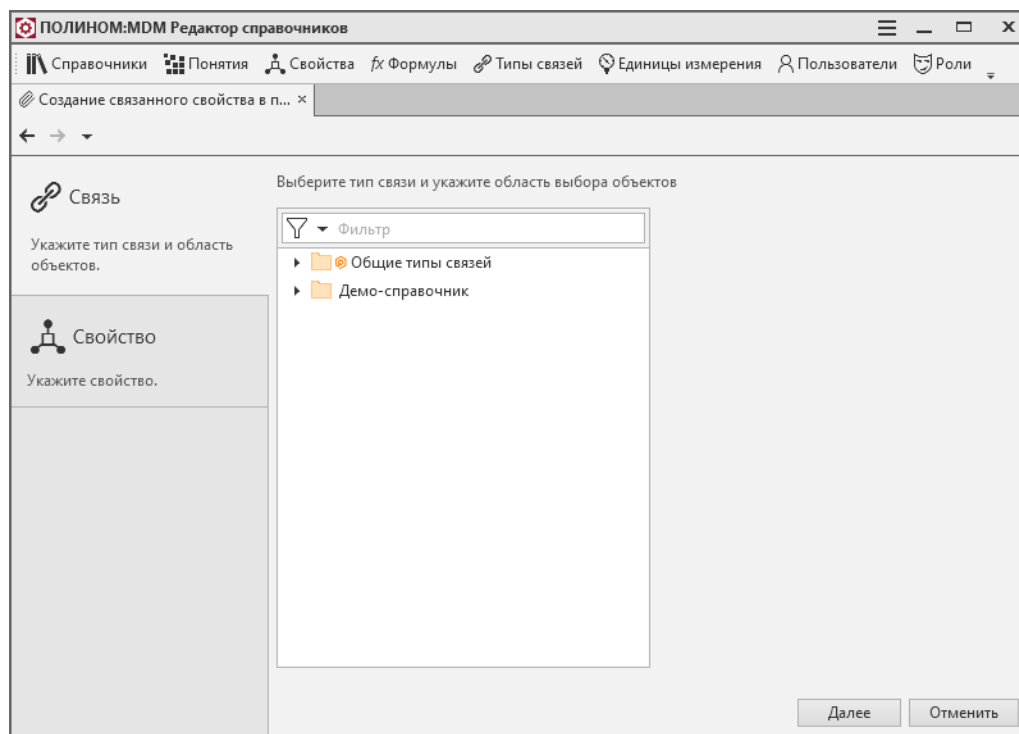 ПОЛИНОМ:MDM Редактор справочников
Справочники Понятия Свойства fx Формулы Типы связей Единицы измерения Пользователи Роли
Создание связанного свойства в п... ×
Связь
Укажите тип связи и область
объектов.
Свойство
Укажите свойство.
Выберите тип связи и укажите область выбора объектов
Фильтр
Общие типы связей
Демо-справочник
Далее Отменить